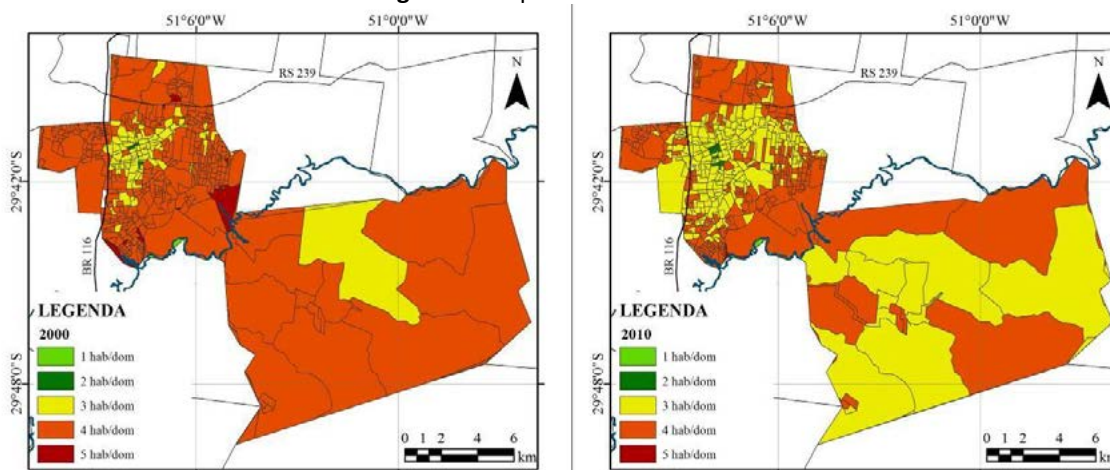 51°6'0"W
51°0'0"W
RS 239
N
29°42'0"S
BR 116
LEGENDA
2000
1 hab/dom
2 hab/dom
3 hab/dom
4 hab/dom
5 hab/dom
29°48'0"S
0 1 2 4 6
km
51°6'0"W
51°0'0"W
RS 239
N
29°42'0"S
BR 116
LEGENDA
2010
1 hab/dom
2 hab/dom
3 hab/dom
4 hab/dom
5 hab/dom
29°48'0"S
0 1 2 4 6
km